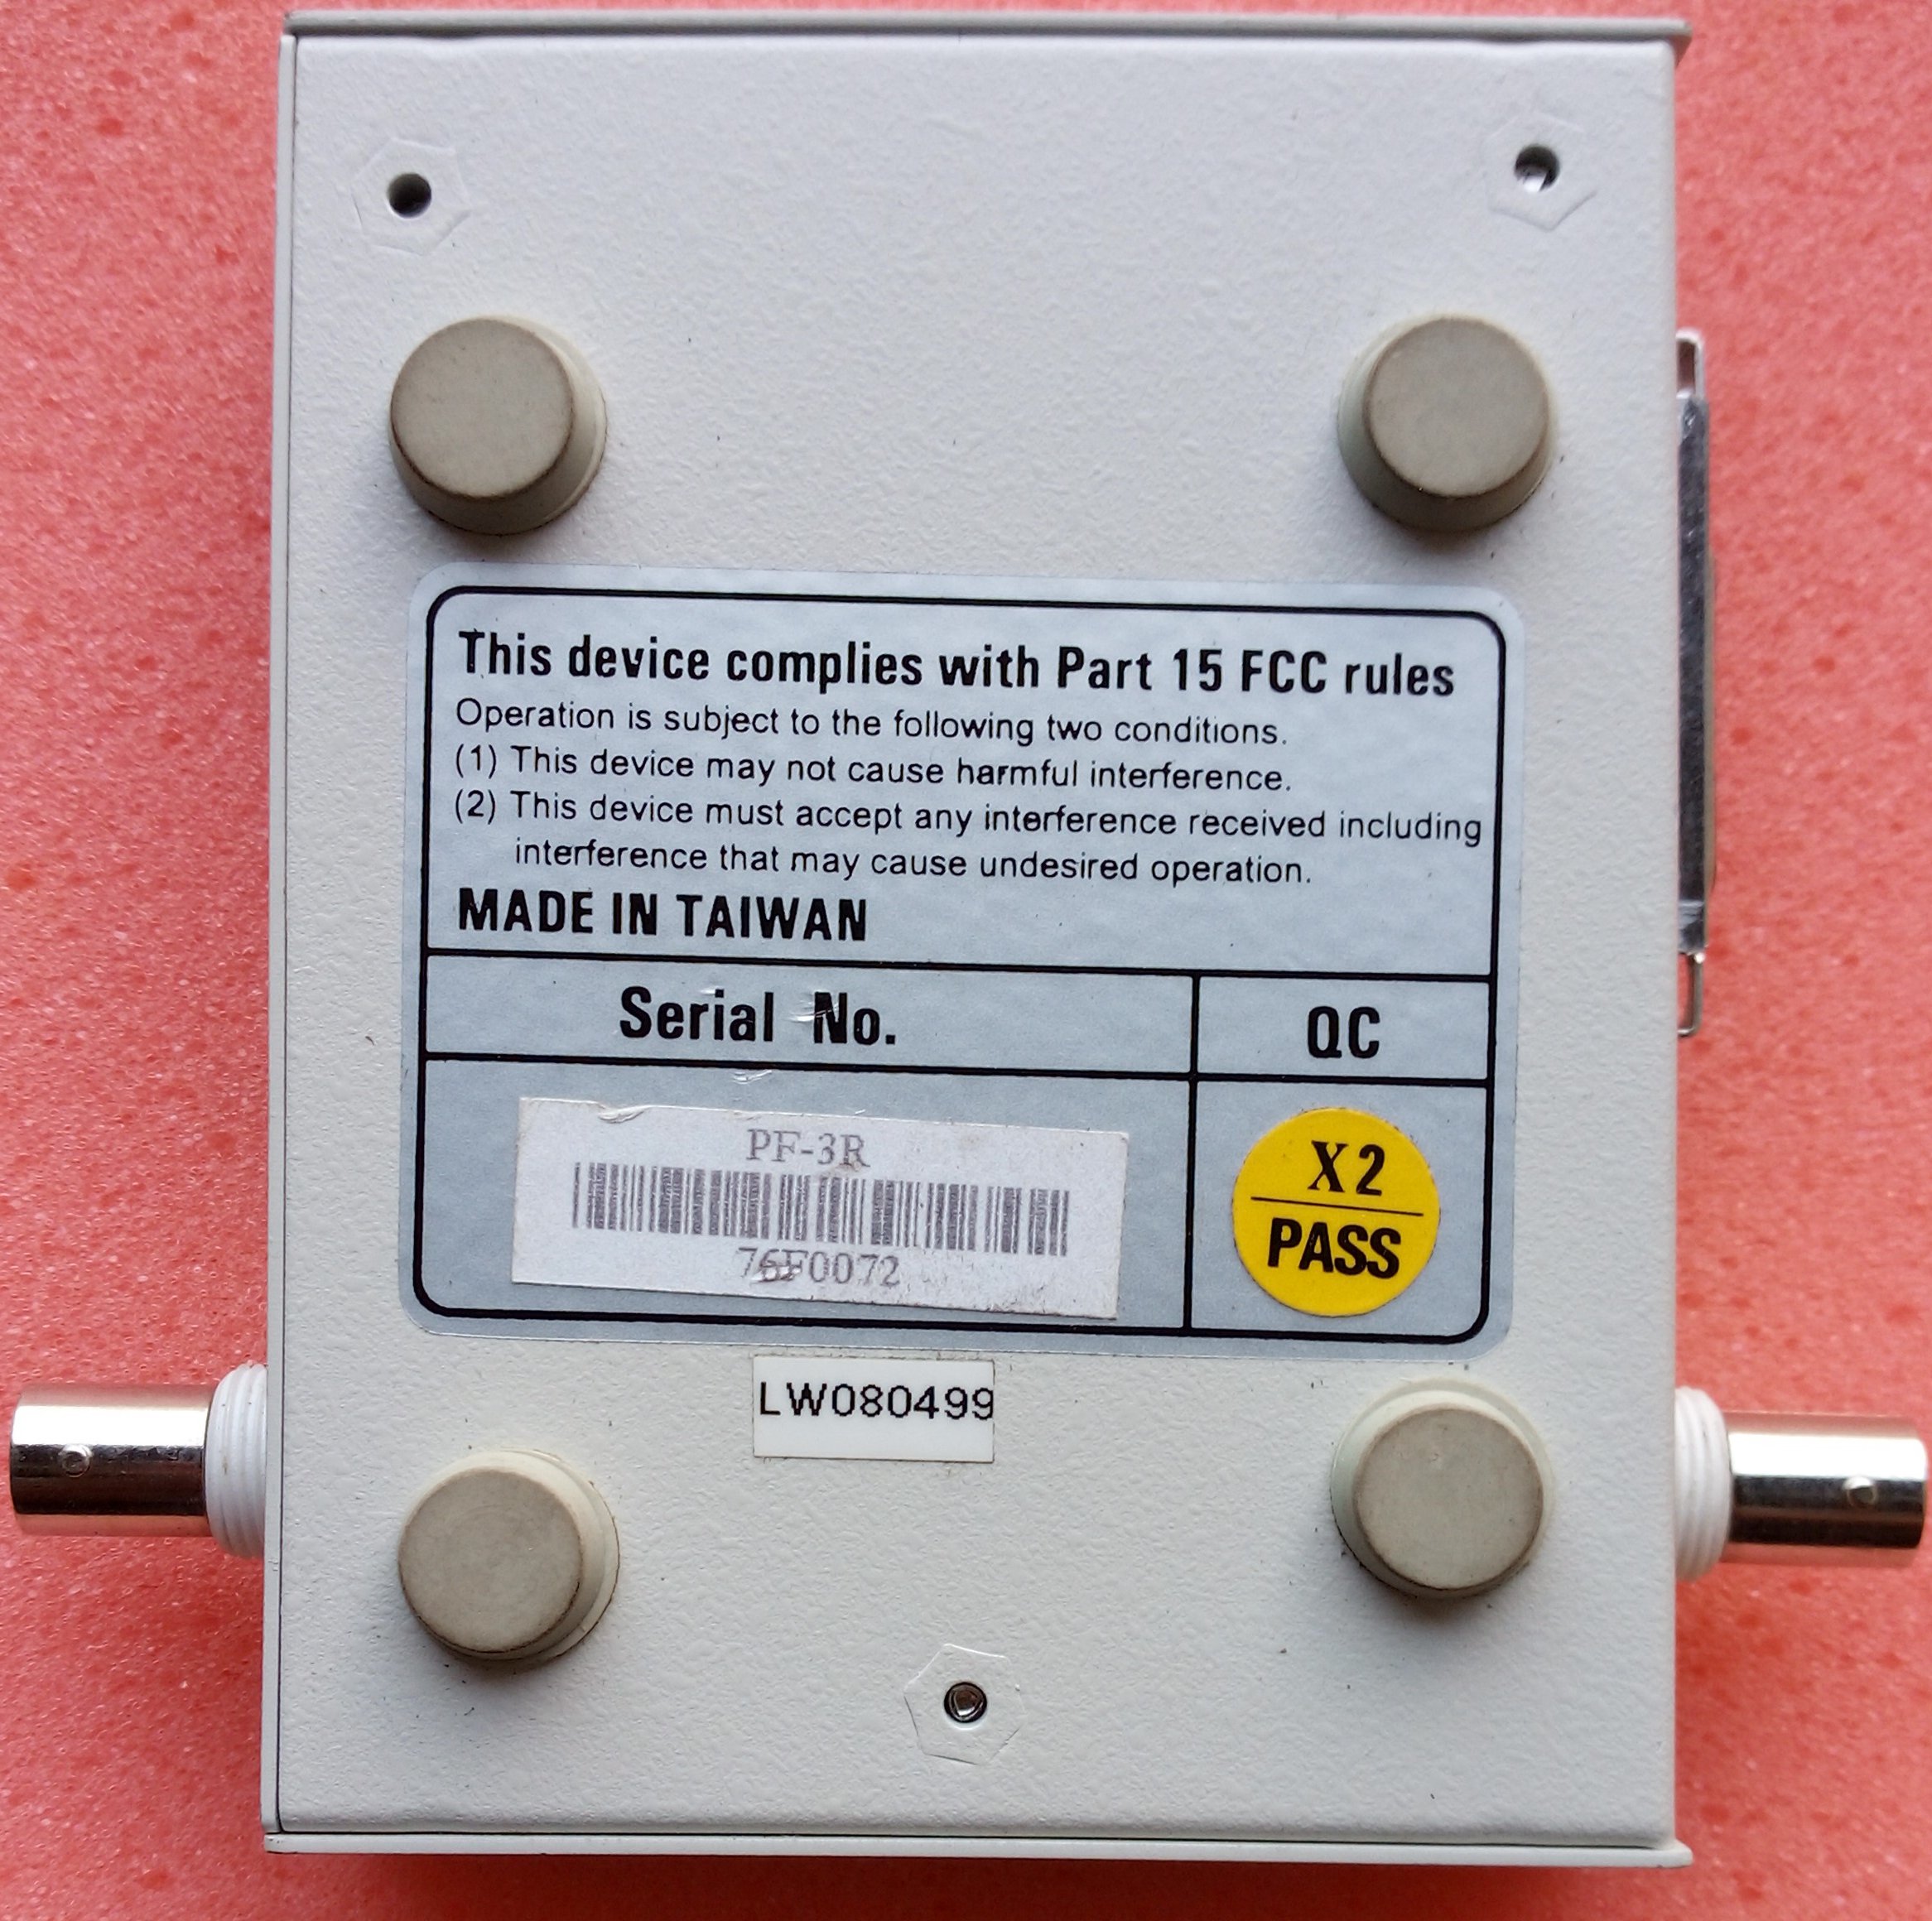 This device complies with Part 15 FCC rules
Operation is subject to the following two conditions.
(1) This device may not cause harmful interference.
(2) This device must accept any interference received including
interference that may cause undesired operation.
MADE IN TAIWAN
Serial No.
QC
PF-3R
76F0072
X2
PASS
LW080499